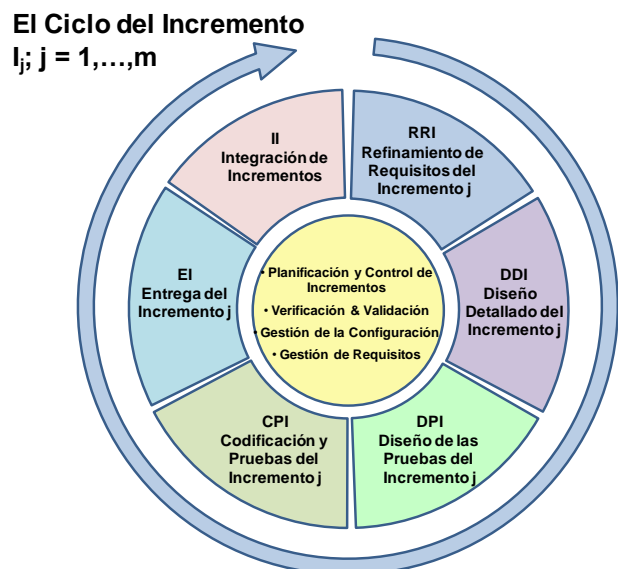 El Ciclo del Incremento
Ij; j = 1,…,m
II
Integración de
Incrementos
RRI
Refinamiento de
Requisitos del
Incremento j
EI
Entrega del
Incremento j
• Planificación y Control de
Incrementos
• Verificación & Validación
• Gestión de la Configuración
• Gestión de Requisitos
DDI
Diseño
Detallado del
Incremento j
CPI
Codificación y
Pruebas del
Incremento j
DPI
Diseño de las
Pruebas del
Incremento j